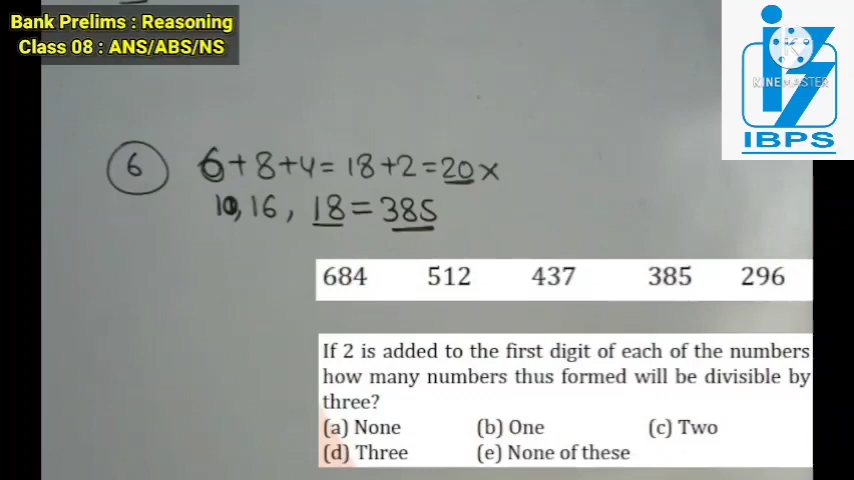 Bank Prelims : Reasoning
Class 08 : ANS/ABS/NS
KINEMASTER
IBPS
6 6+8+4=18+2=20×
10,16, 18=385
684 512 437 385 296
If 2 is added to the first digit of each of the numbers
how many numbers thus formed will be divisible by
three?
(a) None (b) One (c) Two
(d) Three (e) None of these